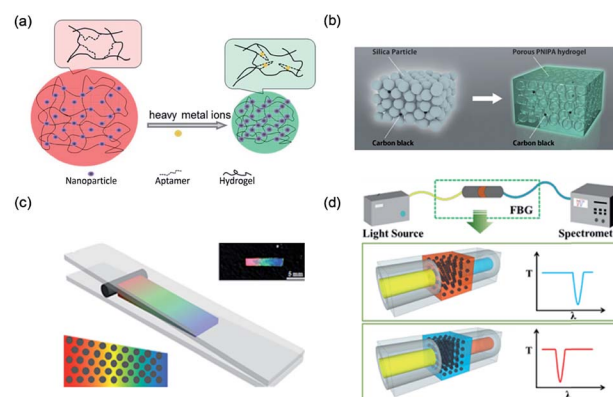 (a)
heavy metal ions
Nanoparticle Aptamer Hydrogel
(b)
Silica Particle
Carbon black
Porous PNIPA hydrogel
Carbon black
(c)
5 mm
(d)
Light Source
FBG
Spectromet
T
λ
T
λ